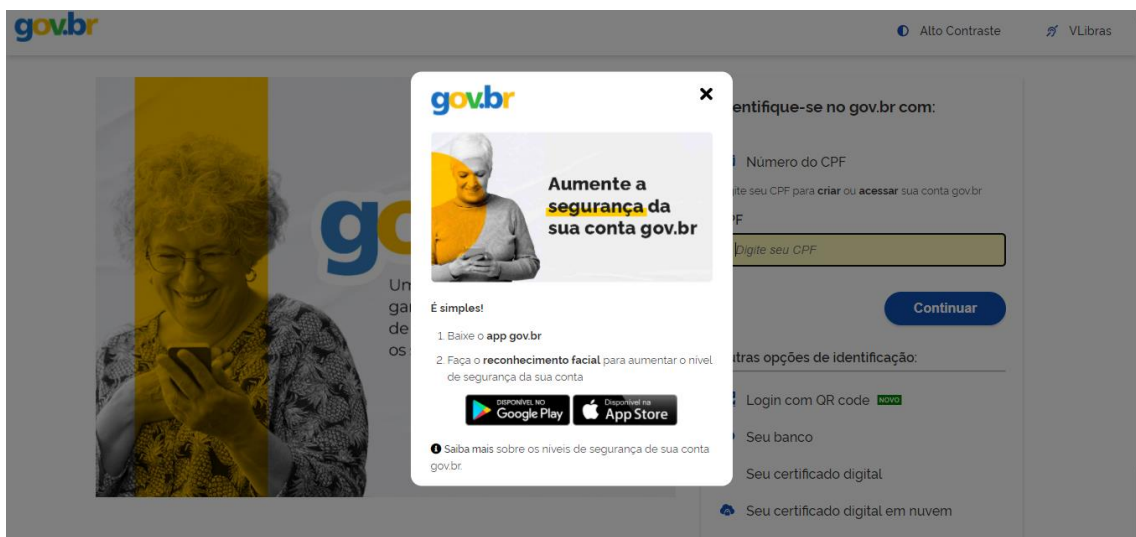 gov.br
Alto Contraste
VLibras
gov.br
Aumente a
segurança da
sua conta gov.br
É simples!
1. Baixe o app gov.br
2. Faça o reconhecimento facial para aumentar o nível
de segurança da sua conta
DISPONÍVEL NO
Google Play
Disponível na
App Store
Saiba mais sobre os níveis de segurança de sua conta
gov.br.
go
Um
gar
de
os
entifique-se no gov.br com:
Número do CPF
ite seu CPF para criar ou acessar sua conta gov.br
PF
Digite seu CPF
Continuar
tras opções de identificação:
Login com QR code NOVO
Seu banco
Seu certificado digital
Seu certificado digital em nuvem